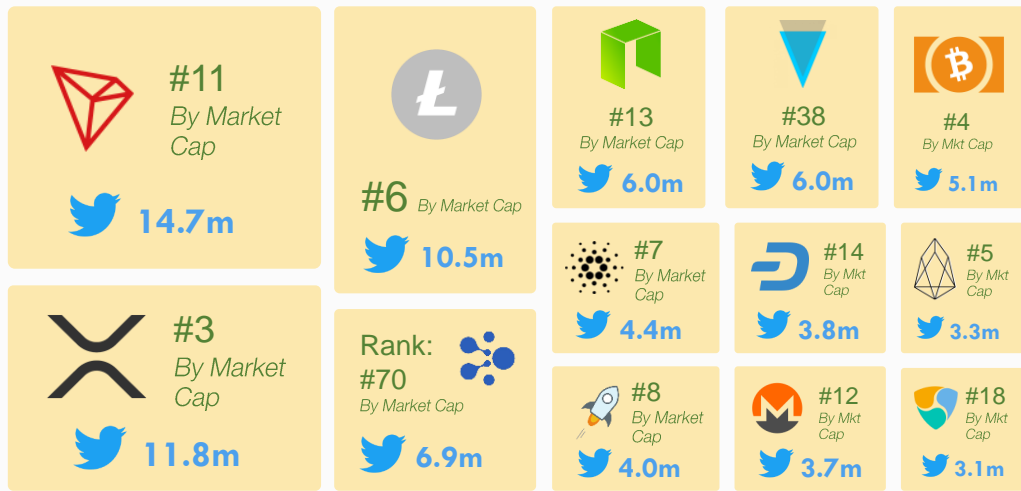 #11
By Market
Cap
14.7m
#3
By Market
Cap
11.8m
#6 By Market Cap
10.5m
Rank:
#70
By Market Cap
6.9m
#13
By Market Cap
6.0m
#38
By Market Cap
6.0m
#4
By Mkt Cap
5.1m
#7
By Market
Cap
4.4m
#14
By Mkt
Cap
3.8m
#5
By Mkt
Cap
3.3m
#8
By Market
Cap
4.0m
#12
By Mkt
Cap
3.7m
#18
By Mkt
Cap
3.1m